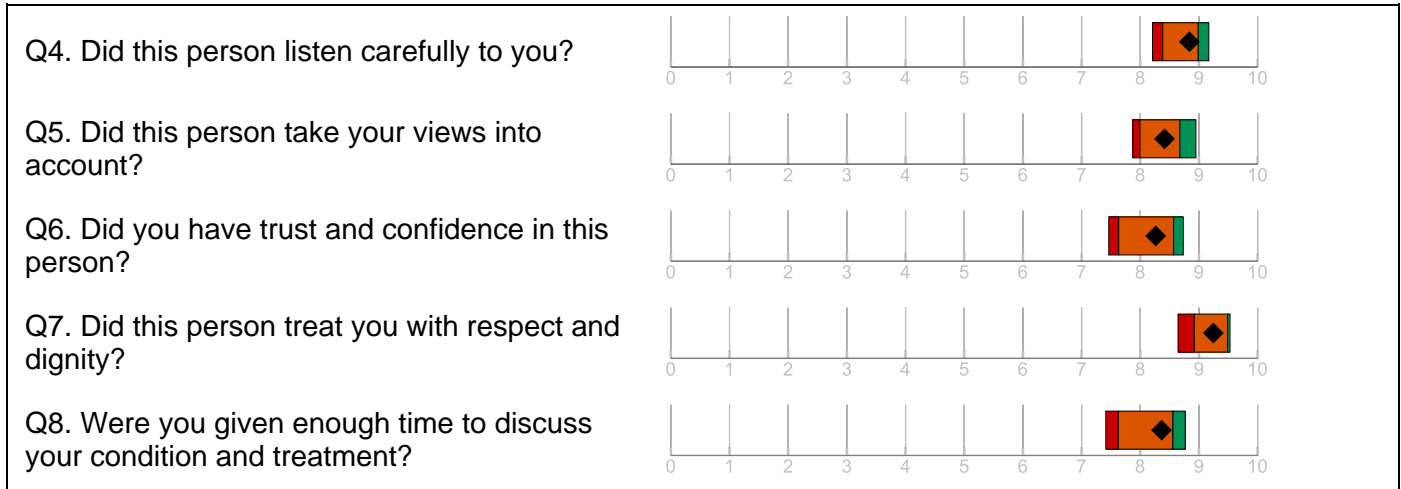 Q4. Did this person listen carefully to you?
0 1 2 3 4 5 6 7 8 9 10
Q5. Did this person take your views into
account?
0 1 2 3 4 5 6 7 8 9 10
Q6. Did you have trust and confidence in this
person?
0 1 2 3 4 5 6 7 8 9 10
Q7. Did this person treat you with respect and
dignity?
0 1 2 3 4 5 6 7 8 9 10
Q8. Were you given enough time to discuss
your condition and treatment?
0 1 2 3 4 5 6 7 8 9 10